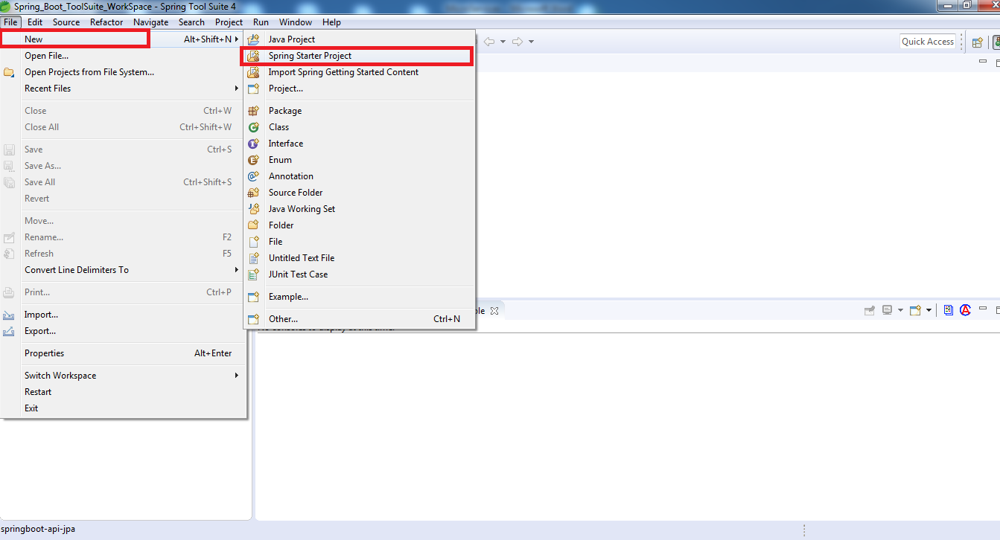 Spring_Boot_ToolSuite_WorkSpace - Spring Tool Suite 4
File Edit Source Refactor Navigate Search Project Run Window Help
New Alt+Shift+N
Open File...
Open Projects from File System...
Recent Files
Close Ctrl+W
Close All Ctrl+Shift+W
Save Ctrl+S
Save As...
Save All Ctrl+Shift+S
Revert
Move...
Rename... F2
Refresh F5
Convert Line Delimiters To
Print... Ctrl+P
Import...
Export...
Properties Alt+Enter
Switch Workspace
Restart
Exit
Java Project
Spring Starter Project
Import Spring Getting Started Content
Project...
Package
Class
Interface
Enum
Annotation
Source Folder
Java Working Set
Folder
File
Untitled Text File
JUnit Test Case
Example...
Other... Ctrl+N
Quick Access
springboot-api-jpa